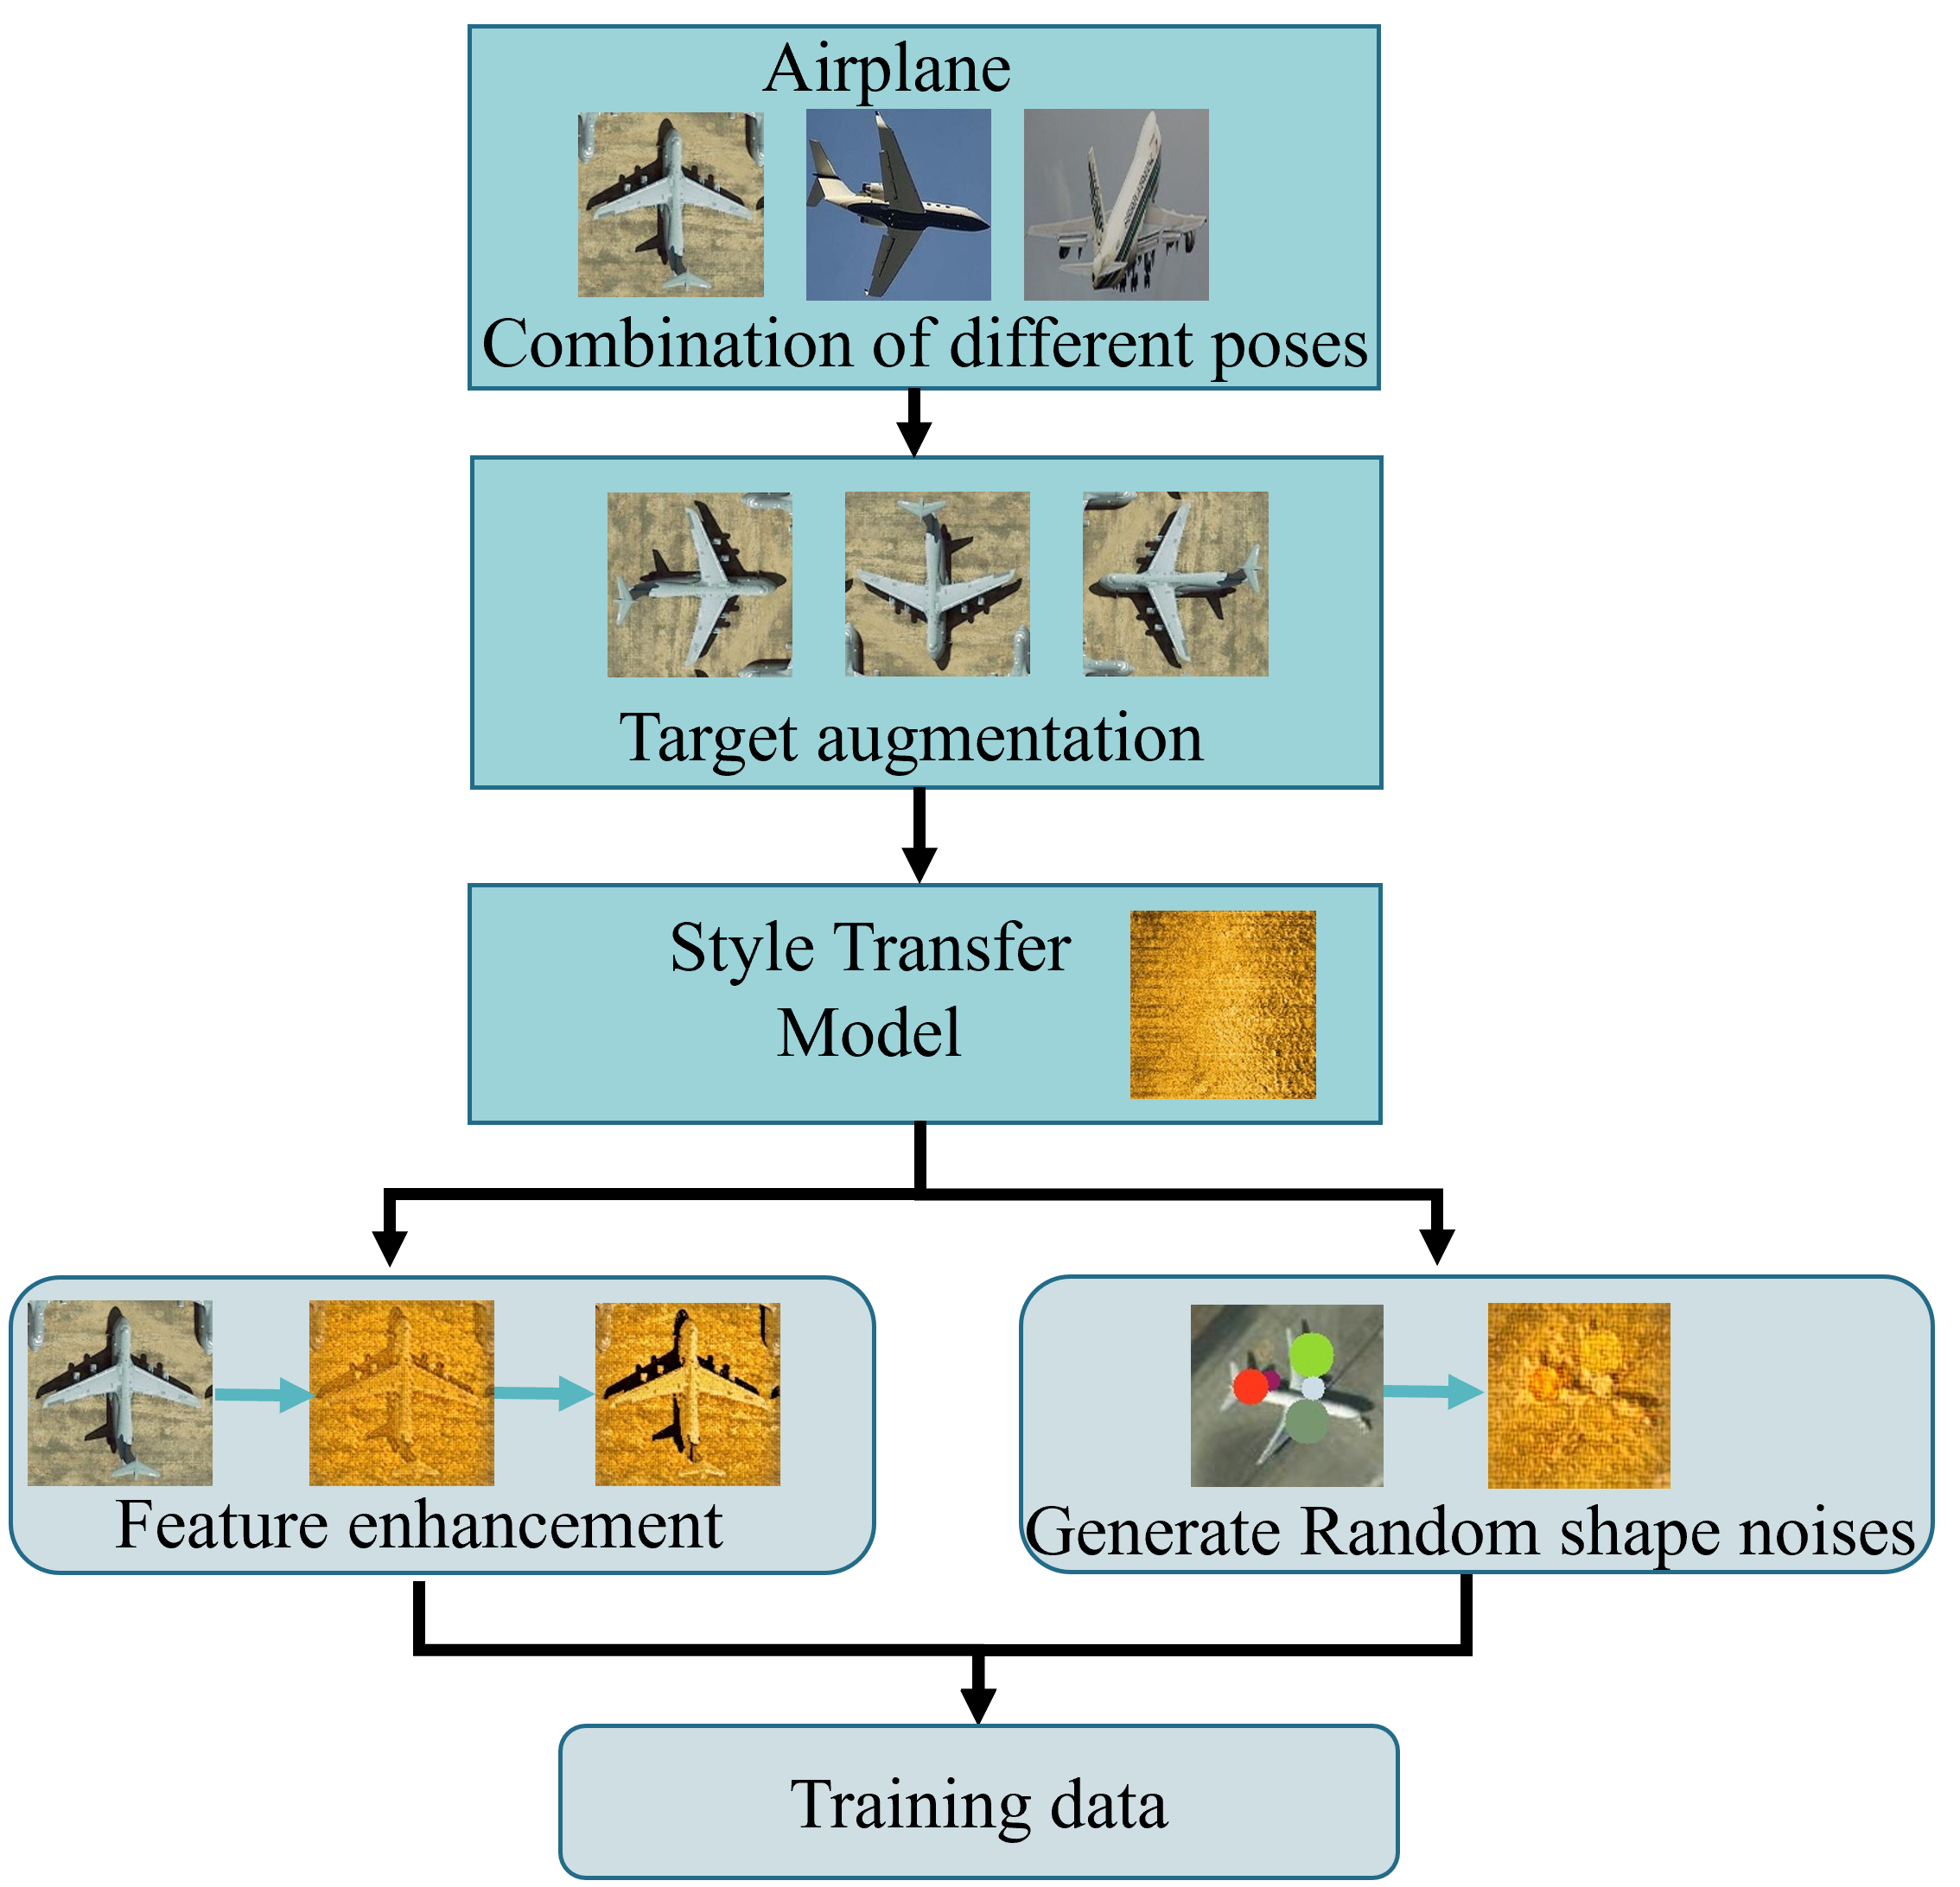 Airplane
Combination of different poses
Target augmentation
Style Transfer
Model
Feature enhancement
Generate Random shape noises
Training data